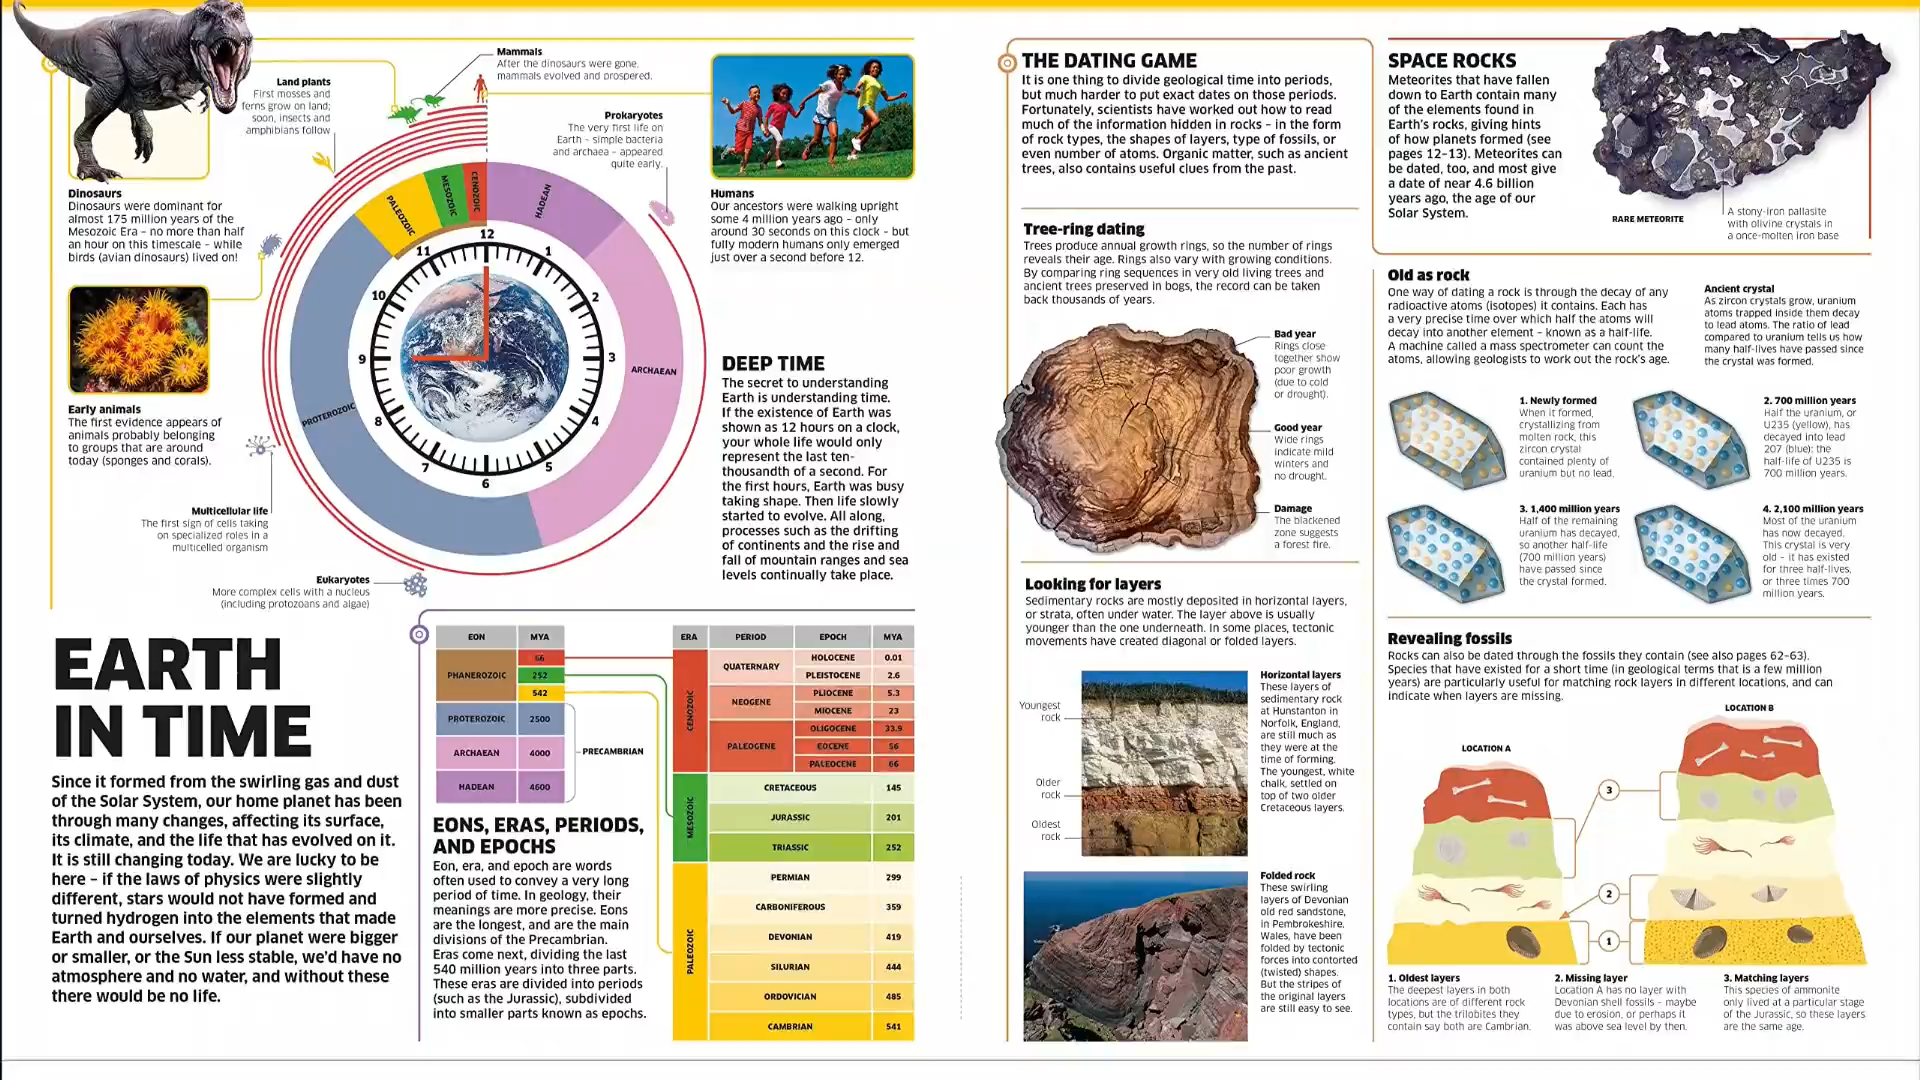 Mammals
After the dinosaurs were gone,
mammals evolved and prospered.
Land plants
First mosses and
ferns grow on land;
soon, insects and
amphibians follow
Prokaryotes
The very first life on
Earth – simple bacteria
and archaea – appeared
quite early.
Dinosaurs
Dinosaurs were dominant for
almost 175 million years of the
Mesozoic Era – no more than half
an hour on this timescale – while
birds (avian dinosaurs) lived on!
Humans
Our ancestors were walking upright
some 4 million years ago – only
around 30 seconds on this clock – but
fully modern humans only emerged
just over a second before 12.
Early animals
The first evidence appears of
animals probably belonging
to groups that are around
today (sponges and corals).
Multicellular life
The first sign of cells taking
on specialized roles in a
multicelled organism
Eukaryotes
More complex cells with a nucleus
(including protozoans and algae)
PALEOZOIC
MESOZOIC
CENOZOIC
HADEAN
ARCHAEAN
PROTEROZOIC
12
1
2
3
4
5
6
7
8
9
10
11
DEEP TIME
The secret to understanding
Earth is understanding time.
If the existence of Earth was
shown as 12 hours on a clock,
your whole life would only
represent the last ten-
thousandth of a second. For
the first hours, Earth was busy
taking shape. Then life slowly
started to evolve. All along,
processes such as the drifting
of continents and the rise and
fall of mountain ranges and sea
levels continually take place.
EARTH
IN TIME
Since it formed from the swirling gas and dust
of the Solar System, our home planet has been
through many changes, affecting its surface,
its climate, and the life that has evolved on it.
It is still changing today. We are lucky to be
here – if the laws of physics were slightly
different, stars would not have formed and
turned hydrogen into the elements that made
Earth and ourselves. If our planet were bigger
or smaller, or the Sun less stable, we'd have no
atmosphere and no water, and without these
there would be no life.
EON MYA
PHANEROZOIC 66
252
542
PROTEROZOIC 2500
ARCHAEAN 4000
HADEAN 4600
PRECAMBRIAN
EONS, ERAS, PERIODS,
AND EPOCHS
Eon, era, and epoch are words
often used to convey a very long
period of time. In geology, their
meanings are more precise. Eons
are the longest, and are the main
divisions of the Precambrian.
Eras come next, dividing the last
540 million years into three parts.
These eras are divided into periods
(such as the Jurassic), subdivided
into smaller parts known as epochs.
ERA PERIOD EPOCH MYA
CENOZOIC
QUATERNARY HOLOCENE 0.01
PLEISTOCENE 2.6
NEOGENE PLIOCENE 5.3
MIOCENE 23
PALEOGENE OLIGOCENE 33.9
EOCENE 56
PALEOCENE 66
MESOZOIC
CRETACEOUS 145
JURASSIC 201
TRIASSIC 252
PALEOZOIC
PERMIAN 299
CARBONIFEROUS 359
DEVONIAN 419
SILURIAN 444
ORDOVICIAN 485
CAMBRIAN 541
THE DATING GAME
It is one thing to divide geological time into periods,
but much harder to put exact dates on those periods.
Fortunately, scientists have worked out how to read
much of the information hidden in rocks – in the form
of rock types, the shapes of layers, type of fossils, or
even number of atoms. Organic matter, such as ancient
trees, also contains useful clues from the past.
Tree-ring dating
Trees produce annual growth rings, so the number of rings
reveals their age. Rings also vary with growing conditions.
By comparing ring sequences in very old living trees and
ancient trees preserved in bogs, the record can be taken
back thousands of years.
Bad year
Rings close
together show
poor growth
(due to cold
or drought).
Good year
Wide rings
indicate mild
winters and
no drought.
Damage
The blackened
zone suggests
a forest fire.
Looking for layers
Sedimentary rocks are mostly deposited in horizontal layers,
or strata, often under water. The layer above is usually
younger than the one underneath. In some places, tectonic
movements have created diagonal or folded layers.
Youngest
rock
Older
rock
Oldest
rock
Horizontal layers
These layers of
sedimentary rock
at Hunstanton in
Norfolk, England,
are still much as
they were at the
time of forming.
The youngest, white
chalk, settled on
top of two older
Cretaceous layers.
Folded rock
These swirling
layers of Devonian
old red sandstone,
in Pembrokeshire,
Wales, have been
folded by tectonic
forces into contorted
(twisted) shapes.
But the stripes of
the original layers
are still easy to see.
SPACE ROCKS
Meteorites that have fallen
down to Earth contain many
of the elements found in
Earth's rocks, giving hints
of how planets formed (see
pages 12–13). Meteorites can
be dated, too, and most give
a date of near 4.6 billion
years ago, the age of our
Solar System.
RARE METEORITE
A stony-iron pallasite
with olivine crystals in
a once-molten iron base
Old as rock
One way of dating a rock is through the decay of any
radioactive atoms (isotopes) it contains. Each has
a very precise time over which half the atoms will
decay into another element – known as a half-life.
A machine called a mass spectrometer can count the
atoms, allowing geologists to work out the rock's age.
Ancient crystal
As zircon crystals grow, uranium
atoms trapped inside them decay
to lead atoms. The ratio of lead
compared to uranium tells us how
many half-lives have passed since
the crystal was formed.
1. Newly formed
When it formed,
crystallizing from
molten rock, this
zircon crystal
contained plenty of
uranium but no lead.
2. 700 million years
Half the uranium, or
U235 (yellow), has
decayed into lead
207 (blue); the
half-life of U235 is
700 million years.
3. 1,400 million years
Half of the remaining
uranium has decayed,
so another half-life
(700 million years)
have passed since
the crystal formed.
4. 2,100 million years
Most of the uranium
has now decayed.
This crystal is very
old – it has existed
for three half-lives,
or three times 700
million years.
Revealing fossils
Rocks can also be dated through the fossils they contain (see also pages 62–63).
Species that have existed for a short time (in geological terms that is a few million
years) are particularly useful for matching rock layers in different locations, and can
indicate when layers are missing.
LOCATION A
LOCATION B
3
2
1
1. Oldest layers
The deepest layers in both
locations are of different rock
types, but the trilobites they
contain say both are Cambrian.
2. Missing layer
Location A has no layer with
Devonian shell fossils – maybe
due to erosion, or perhaps it
was above sea level by then.
3. Matching layers
This species of ammonite
only lived at a particular stage
of the Jurassic, so these layers
are the same age.